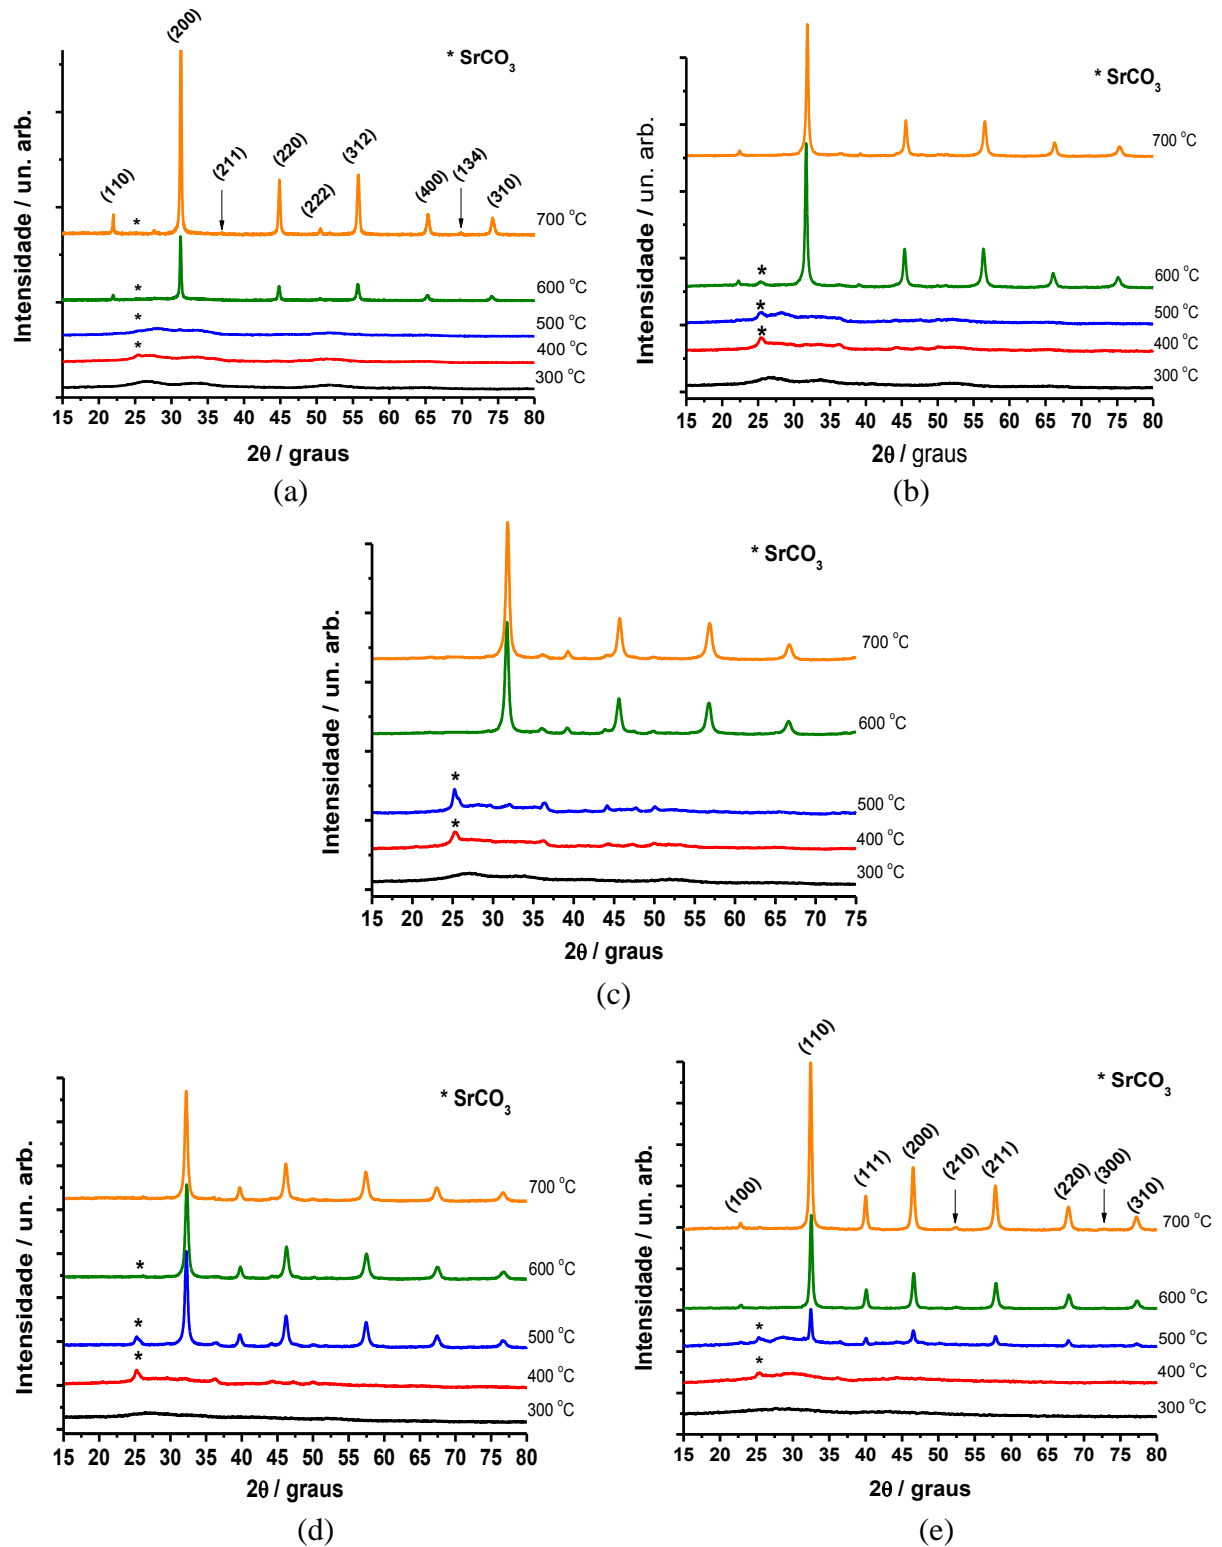 (200)
* SrCO3
(110)
*
(211)
(220)
(222)
(312)
(400)
(134)
(310)
700 °C
*
600 °C
*
500 °C
*
400 °C
300 °C
Intensidade / un. arb.
15 20 25 30 35 40 45 50 55 60 65 70 75 80
2θ / graus
(a)
* SrCO3
700 °C
*
600 °C
*
500 °C
*
400 °C
300 °C
Intensidade / un. arb.
15 20 25 30 35 40 45 50 55 60 65 70 75 80
2θ / graus
(b)
* SrCO3
700 °C
600 °C
*
500 °C
*
400 °C
300 °C
Intensidade / un. arb.
15 20 25 30 35 40 45 50 55 60 65 70 75
2θ / graus
(c)
* SrCO3
700 °C
*
600 °C
*
500 °C
*
400 °C
300 °C
Intensidade / un. arb.
15 20 25 30 35 40 45 50 55 60 65 70 75 80
2θ / graus
(d)
(110)
* SrCO3
(100)
(111)
(200)
(210)
(211)
(220)
(300)
(310)
700 °C
600 °C
*
500 °C
*
400 °C
300 °C
Intensidade / un. arb.
15 20 25 30 35 40 45 50 55 60 65 70 75 80
2θ / graus
(e)